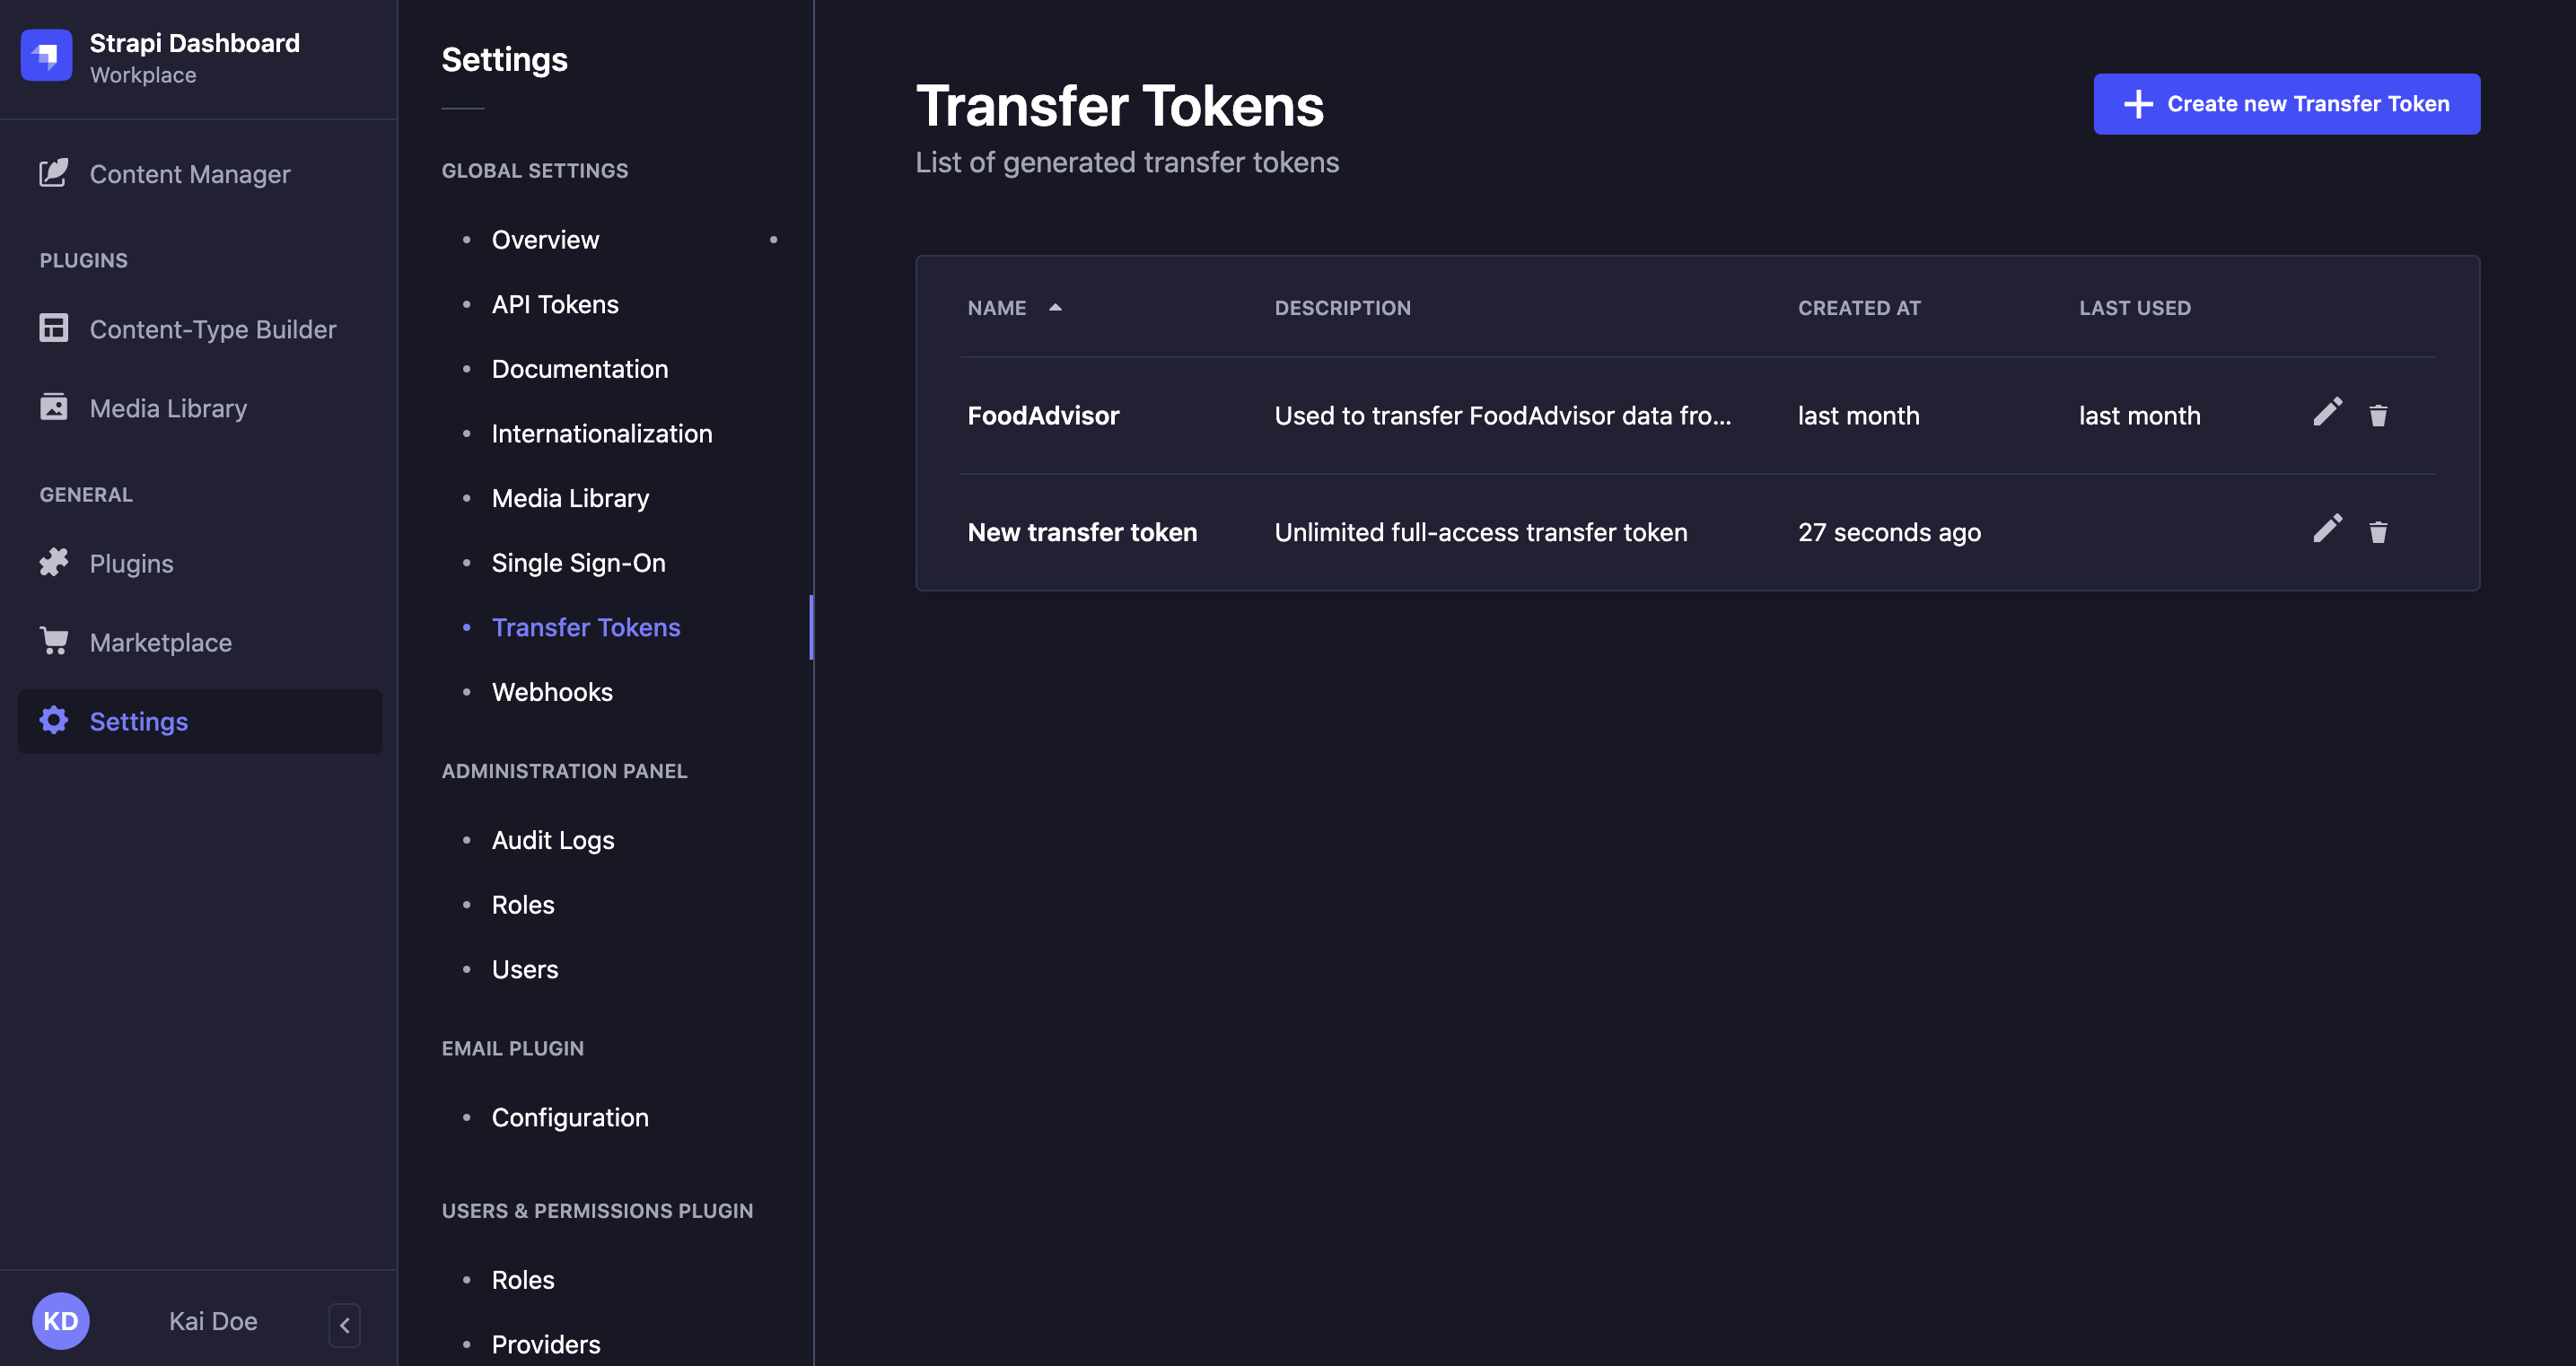 Strapi Dashboard
Workplace
Content Manager
PLUGINS
Content-Type Builder
Media Library
GENERAL
Plugins
Marketplace
Settings
KD
Kai Doe
Settings
GLOBAL SETTINGS
Overview
API Tokens
Documentation
Internationalization
Media Library
Single Sign-On
Transfer Tokens
Webhooks
ADMINISTRATION PANEL
Audit Logs
Roles
Users
EMAIL PLUGIN
Configuration
USERS & PERMISSIONS PLUGIN
Roles
Providers
Transfer Tokens
List of generated transfer tokens
Create new Transfer Token
NAME DESCRIPTION CREATED AT LAST USED
FoodAdvisor Used to transfer FoodAdvisor data fro... last month last month
New transfer token Unlimited full-access transfer token 27 seconds ago